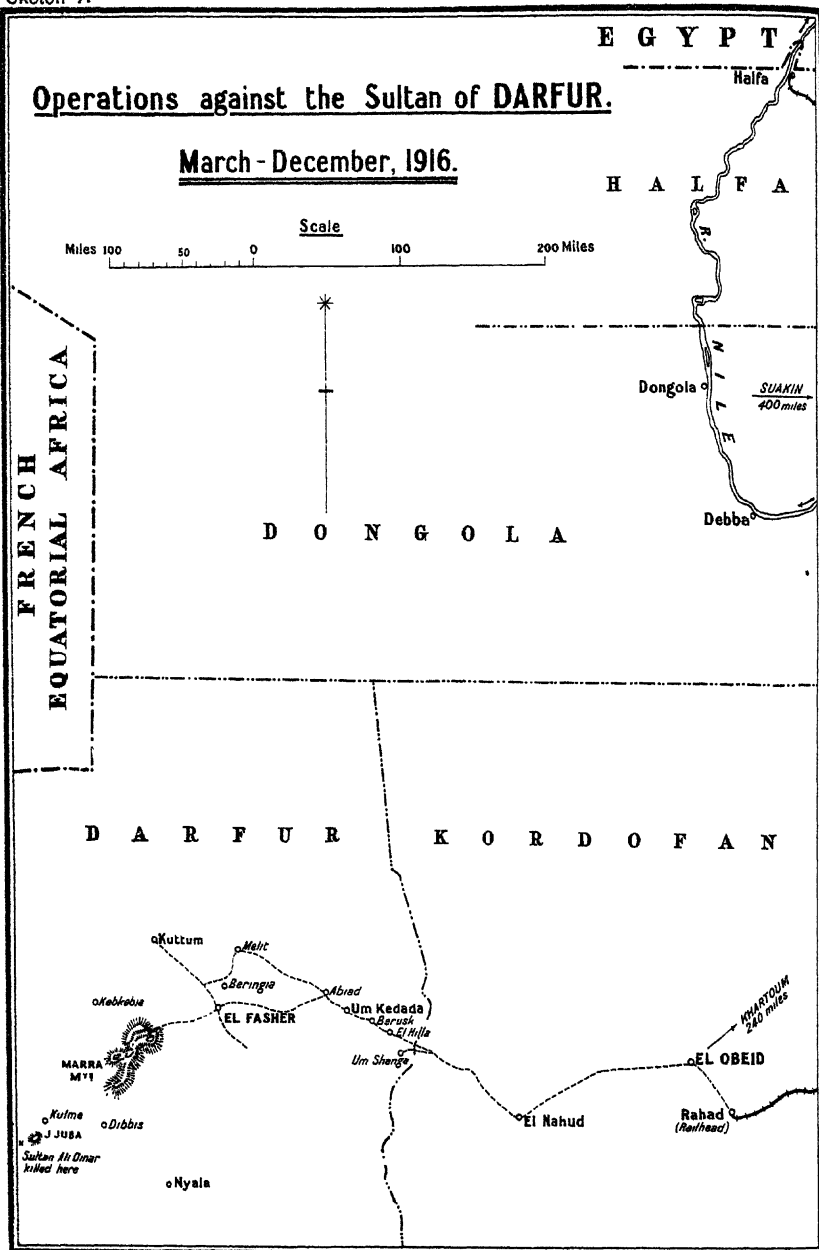 Sketch 7.
EGYPT
Halfa
Operations against the Sultan of DARFUR.
March - December, 1916.
HALFA
Scale
Miles 100 50 0 100 200 Miles
R. NILE
FRENCH
EQUATORIAL AFRICA
Dongola
SUAKIN
400 miles
Debba
DONGOLA
DARFUR
KORDOFAN
Kuttum
Melit
Beringia
Abiad
Kabkabia
EL FASHER
Um Kedada
Barusk
El Hilla
Um Shanga
KHARTOUM
240 miles
MARRA
MTS
EL OBEID
El Nahud
Rahad
(Railhead)
Kulme
Dibbis
J JUBA
Sultan Ali Dinar
killed here
Nyala